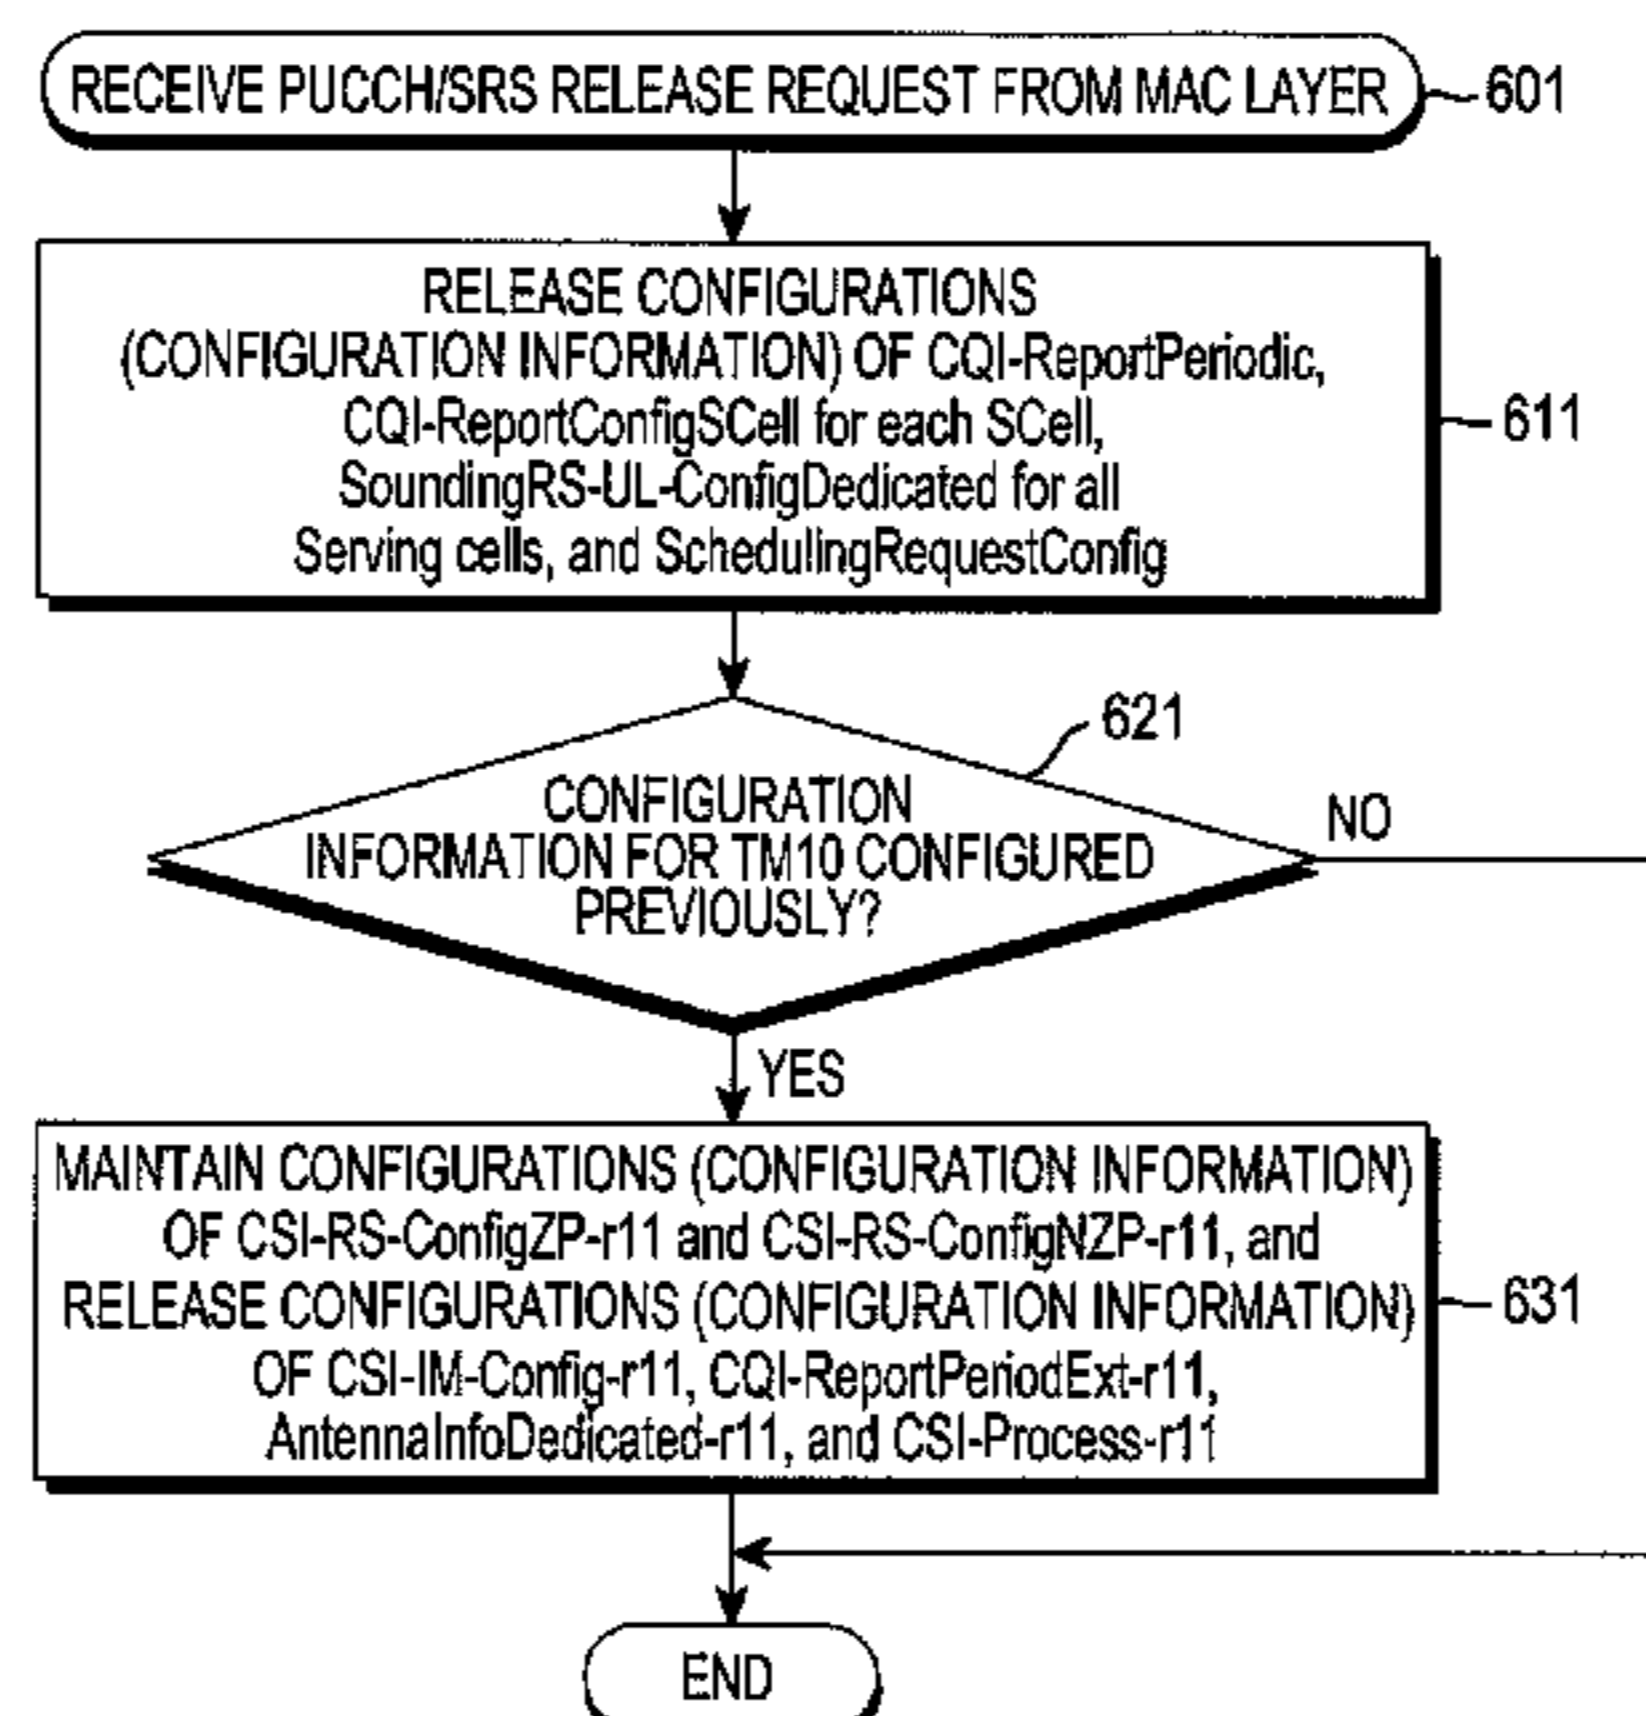 RECEIVE PUCCH/SRS RELEASE REQUEST FROM MAC LAYER
601
RELEASE CONFIGURATIONS
(CONFIGURATION INFORMATION) OF CQI-ReportPeriodic,
CQI-ReportConfigSCell for each SCell,
SoundingRS-UL-ConfigDedicated for all
Serving cells, and SchedulingRequestConfig
611
621
CONFIGURATION
INFORMATION FOR TM10 CONFIGURED
PREVIOUSLY?
NO
YES
MAINTAIN CONFIGURATIONS (CONFIGURATION INFORMATION)
OF CSI-RS-ConfigZP-r11 and CSI-RS-ConfigNZP-r11, and
RELEASE CONFIGURATIONS (CONFIGURATION INFORMATION)
OF CSI-IM-Config-r11, CQI-ReportPeriodExt-r11,
AntennaInfoDedicated-r11, and CSI-Process-r11
631
END